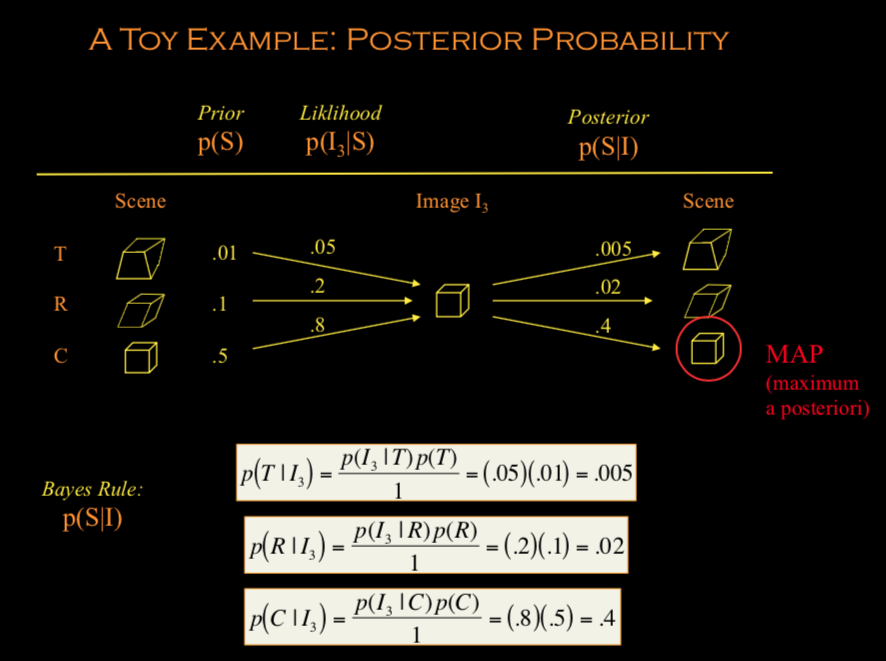 A TOY EXAMPLE: POSTERIOR PROBABILITY
Prior Liklihood Posterior
p(S) p(I₃|S) p(S|I)
Scene Image I₃ Scene
T .01 .05 .005
R .1 .2 .02
C .5 .8 .4
MAP
(maximum
a posteriori)
Bayes Rule:
p(S|I)
p(T | I₃) = p(I₃ | T)p(T) / 1 = (.05)(.01) = .005
p(R | I₃) = p(I₃ | R)p(R) / 1 = (.2)(.1) = .02
p(C | I₃) = p(I₃ | C)p(C) / 1 = (.8)(.5) = .4